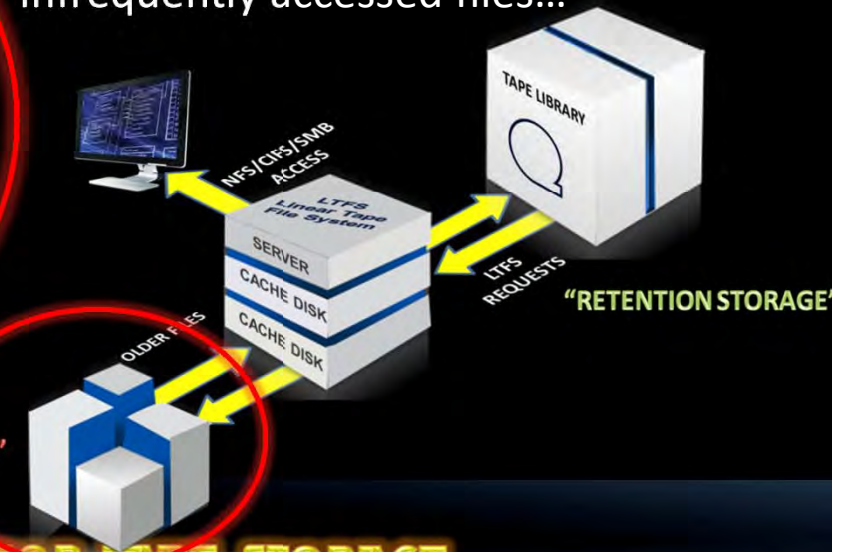 infrequently accessed files...
TAPE LIBRARY
NFS/CIFS/SMB
ACCESS
LTFS
Linear Tape
File System
SERVER
CACHE DISK
CACHE DISK
LTFS
REQUESTS
"RETENTION STORAGE"
OLDER FILES
STORAGE